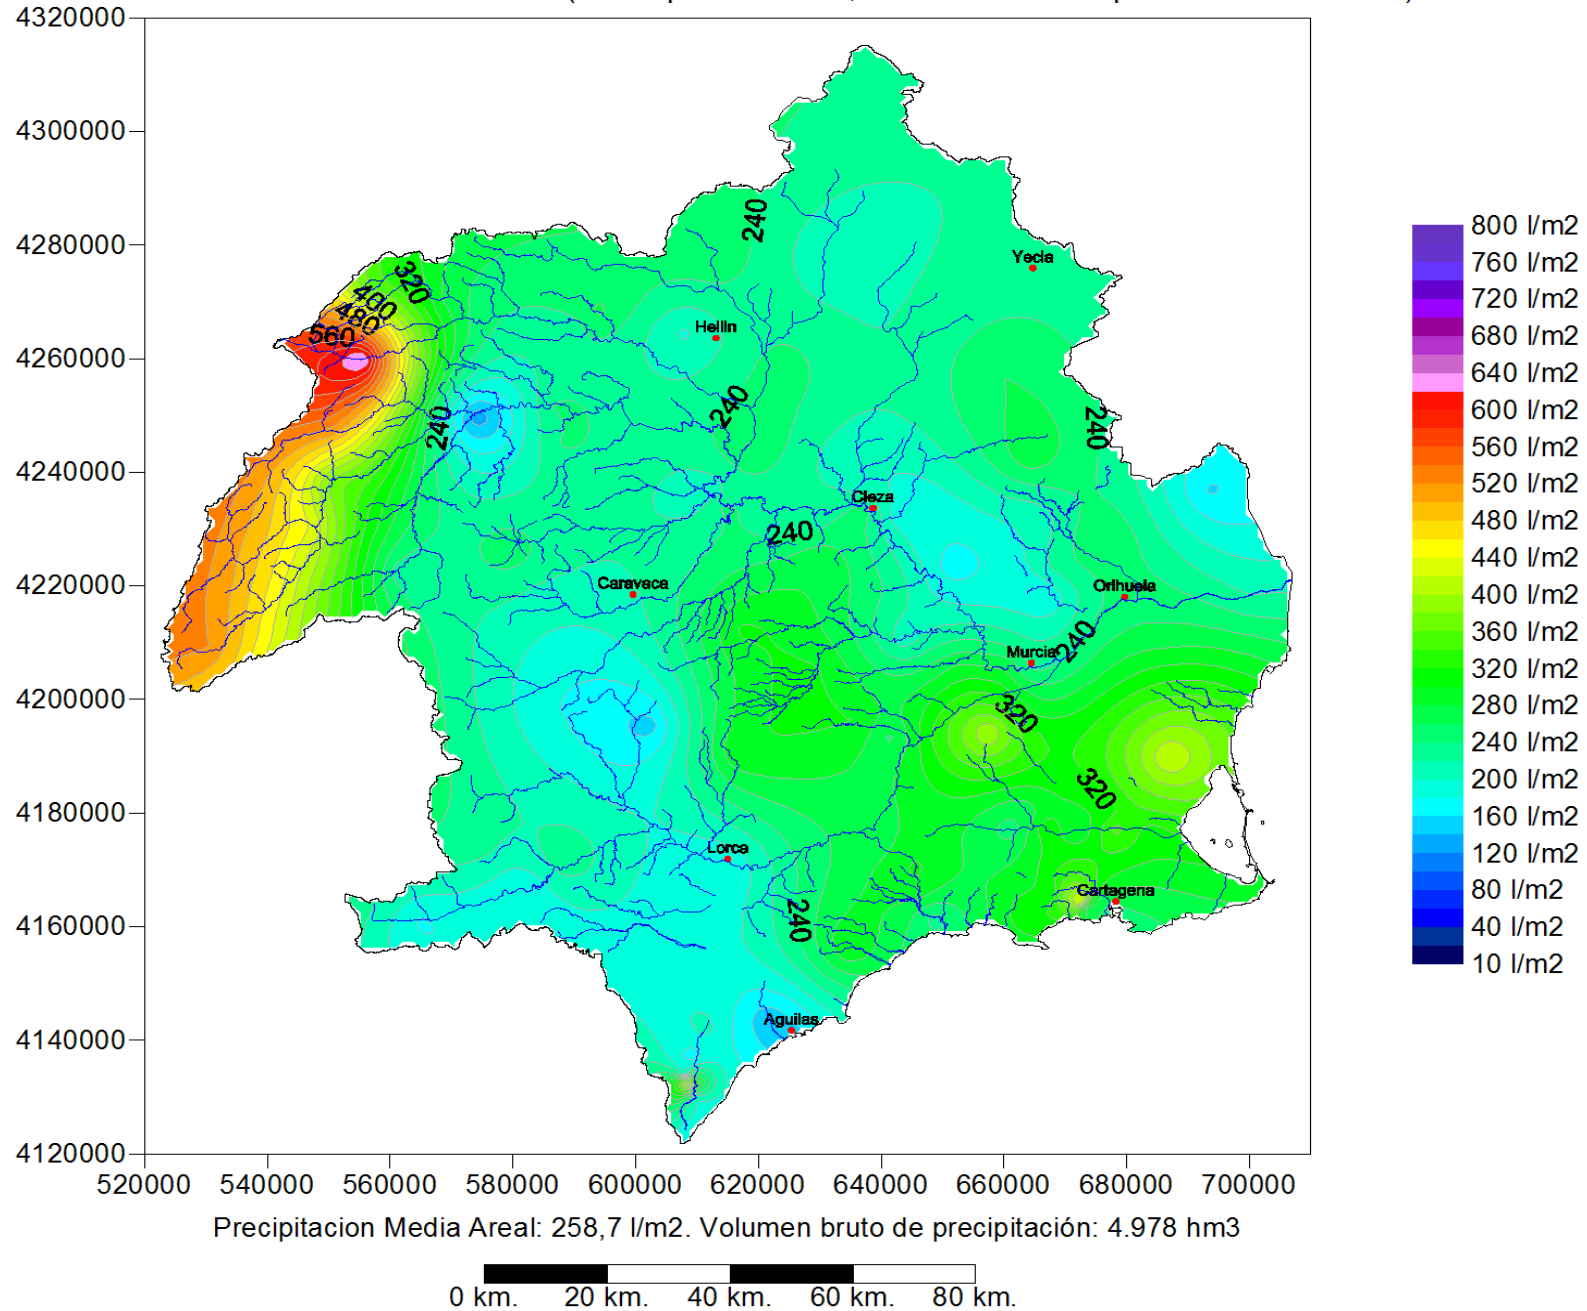 4320000
4300000
4280000
4260000
4240000
4220000
4200000
4180000
4160000
4140000
4120000
520000 540000 560000 580000 600000 620000 640000 660000 680000 700000
240
Yecla
320
400
480
560
Hellin
240
240
240
Cieza
240
Caravaca
Orihuela
240
Murcia
320
320
Lorca
Cartagena
240
Aguilas
800 l/m2
760 l/m2
720 l/m2
680 l/m2
640 l/m2
600 l/m2
560 l/m2
520 l/m2
480 l/m2
440 l/m2
400 l/m2
360 l/m2
320 l/m2
280 l/m2
240 l/m2
200 l/m2
160 l/m2
120 l/m2
80 l/m2
40 l/m2
10 l/m2
Precipitacion Media Areal: 258,7 l/m2. Volumen bruto de precipitación: 4.978 hm3
0 km. 20 km. 40 km. 60 km. 80 km.